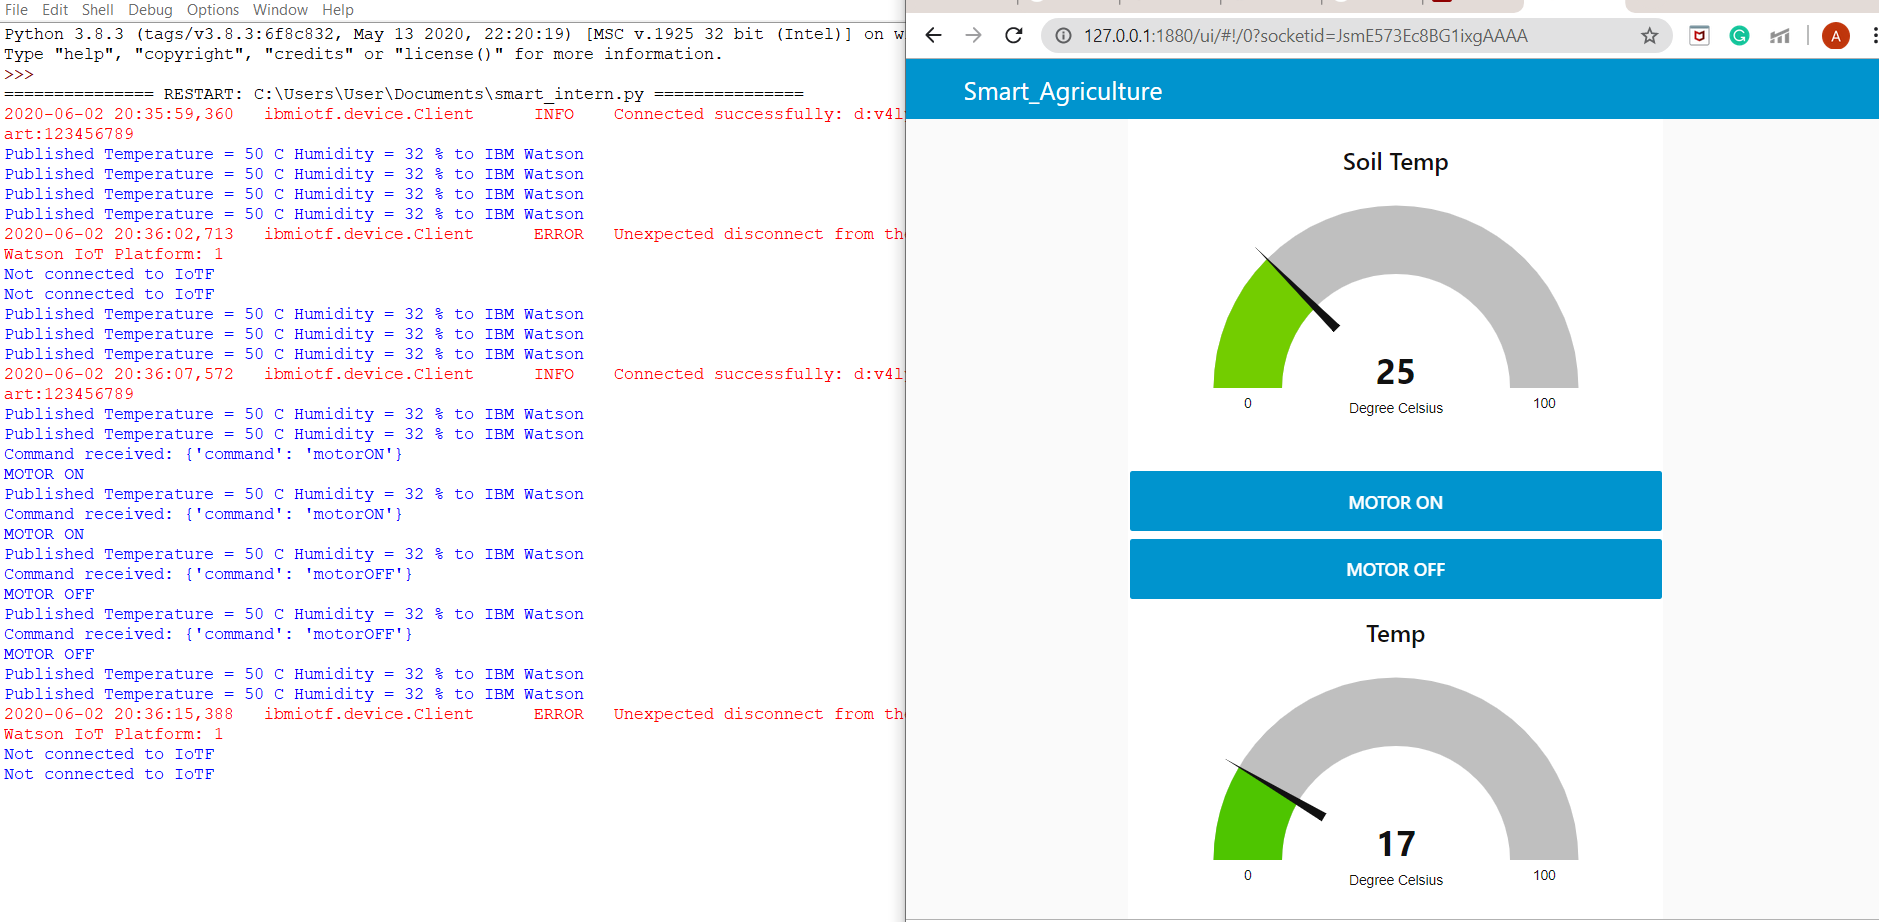 File Edit Shell Debug Options Window Help
Python 3.8.3 (tags/v3.8.3:6f8c832, May 13 2020, 22:20:19) [MSC v.1925 32 bit (Intel)] on
Type "help", "copyright", "credits" or "license()" for more information.
>>>
=============== RESTART: C:\Users\User\Documents\smart_intern.py ===============
2020-06-02 20:35:59,360 ibmiotf.device.Client INFO Connected successfully: d:v4l
art:123456789
Published Temperature = 50 C Humidity = 32 % to IBM Watson
Published Temperature = 50 C Humidity = 32 % to IBM Watson
Published Temperature = 50 C Humidity = 32 % to IBM Watson
Published Temperature = 50 C Humidity = 32 % to IBM Watson
2020-06-02 20:36:02,713 ibmiotf.device.Client ERROR Unexpected disconnect from
Watson IoT Platform: 1
Not connected to IoTF
Not connected to IoTF
Published Temperature = 50 C Humidity = 32 % to IBM Watson
Published Temperature = 50 C Humidity = 32 % to IBM Watson
Published Temperature = 50 C Humidity = 32 % to IBM Watson
2020-06-02 20:36:07,572 ibmiotf.device.Client INFO Connected successfully: d:v4l
art:123456789
Published Temperature = 50 C Humidity = 32 % to IBM Watson
Published Temperature = 50 C Humidity = 32 % to IBM Watson
Command received: {'command': 'motorON'}
MOTOR ON
Published Temperature = 50 C Humidity = 32 % to IBM Watson
Command received: {'command': 'motorON'}
MOTOR ON
Published Temperature = 50 C Humidity = 32 % to IBM Watson
Command received: {'command': 'motorOFF'}
MOTOR OFF
Published Temperature = 50 C Humidity = 32 % to IBM Watson
Command received: {'command': 'motorOFF'}
MOTOR OFF
Published Temperature = 50 C Humidity = 32 % to IBM Watson
Published Temperature = 50 C Humidity = 32 % to IBM Watson
2020-06-02 20:36:15,388 ibmiotf.device.Client ERROR Unexpected disconnect from
Watson IoT Platform: 1
Not connected to IoTF
Not connected to IoTF
127.0.0.1:1880/ui/#!/0?socketid=JsmE573Ec8BG1ixgAAAA
A
Smart_Agriculture
Soil Temp
25
0 Degree Celsius 100
MOTOR ON
MOTOR OFF
Temp
17
0 Degree Celsius 100